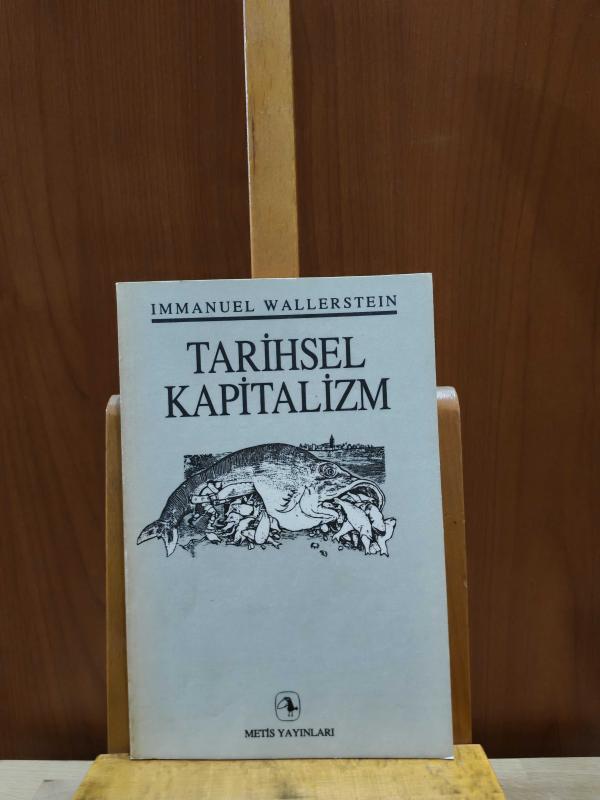 IMMANUEL WALLERSTEIN
TARİHSEL
KAPİTALİZM
METİS YAYINLARI